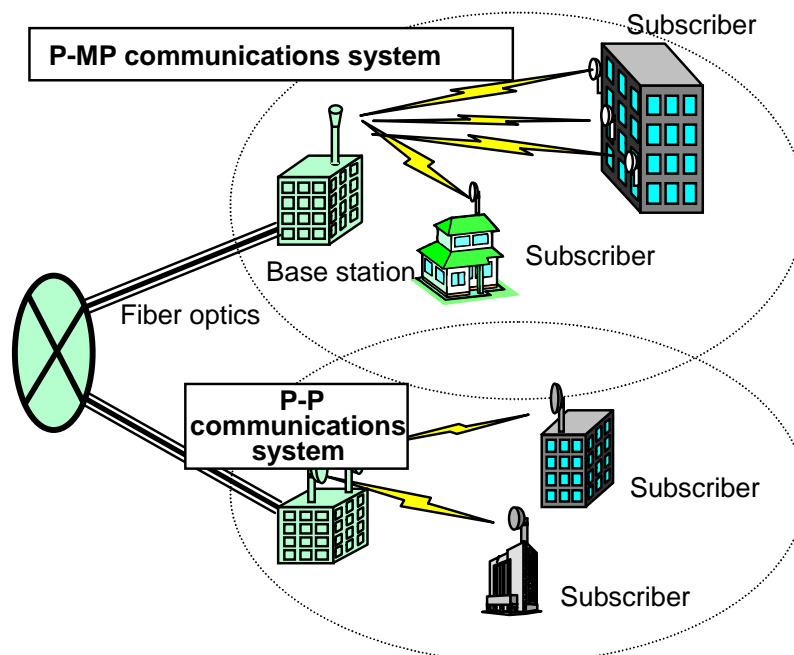 Subscriber
P-MP communications system
Subscriber
Base station
Fiber optics
P-P
communications
system
Subscriber
Subscriber